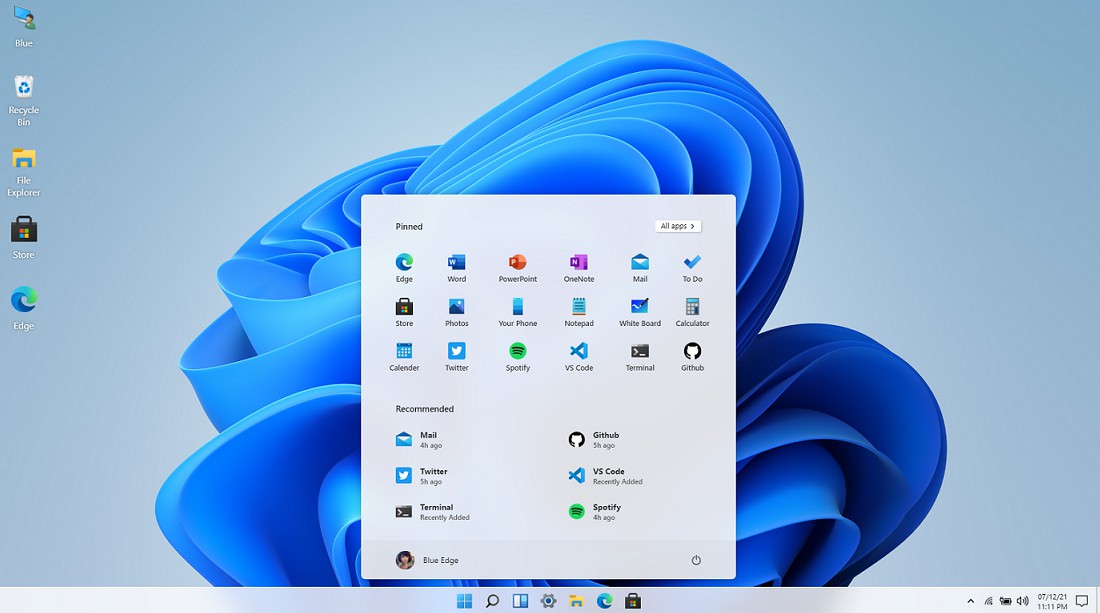 Blue
Recycle
Bin
File
Explorer
Store
Edge
Pinned
All apps >
Edge
Word
PowerPoint
OneNote
Mail
To Do
Store
Photos
Your Phone
Notepad
White Board
Calculator
Calender
Twitter
Spotify
VS Code
Terminal
Github
Recommended
Mail
4h ago
Github
5h ago
Twitter
5h ago
VS Code
Recently Added
Terminal
Recently Added
Spotify
4h ago
Blue Edge
07/12/21
11:11 PM